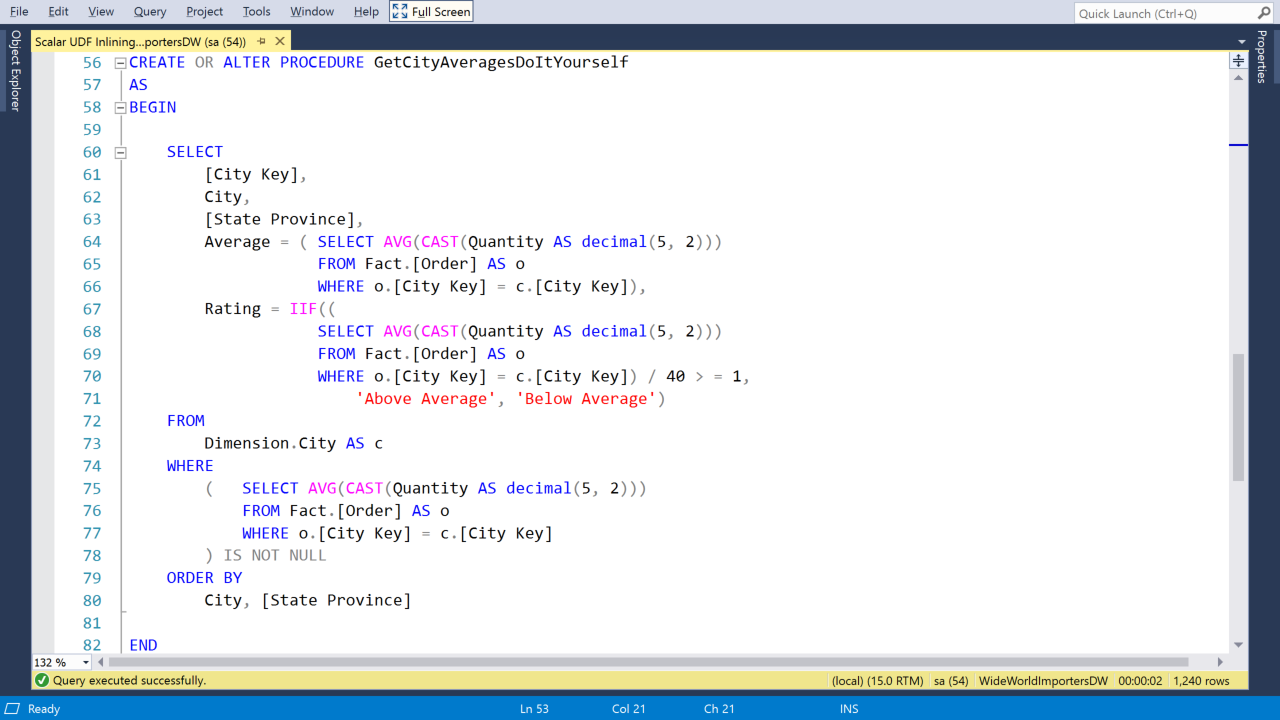 File Edit View Query Project Tools Window Help Full Screen
Quick Launch (Ctrl+Q)
Object Explorer
Scalar UDF Inlining...portersDW (sa (54))
Properties
56 CREATE OR ALTER PROCEDURE GetCityAveragesDoItYourself
57 AS
58 BEGIN
59
60 SELECT
61 [City Key],
62 City,
63 [State Province],
64 Average = ( SELECT AVG(CAST(Quantity AS decimal(5, 2)))
65 FROM Fact.[Order] AS o
66 WHERE o.[City Key] = c.[City Key]),
67 Rating = IIF((
68 SELECT AVG(CAST(Quantity AS decimal(5, 2)))
69 FROM Fact.[Order] AS o
70 WHERE o.[City Key] = c.[City Key]) / 40 > = 1,
71 'Above Average', 'Below Average')
72 FROM
73 Dimension.City AS c
74 WHERE
75 ( SELECT AVG(CAST(Quantity AS decimal(5, 2)))
76 FROM Fact.[Order] AS o
77 WHERE o.[City Key] = c.[City Key]
78 ) IS NOT NULL
79 ORDER BY
80 City, [State Province]
81
82 END
132 %
Query executed successfully. (local) (15.0 RTM) sa (54) WideWorldImportersDW 00:00:02 1,240 rows
Ready Ln 53 Col 21 Ch 21 INS